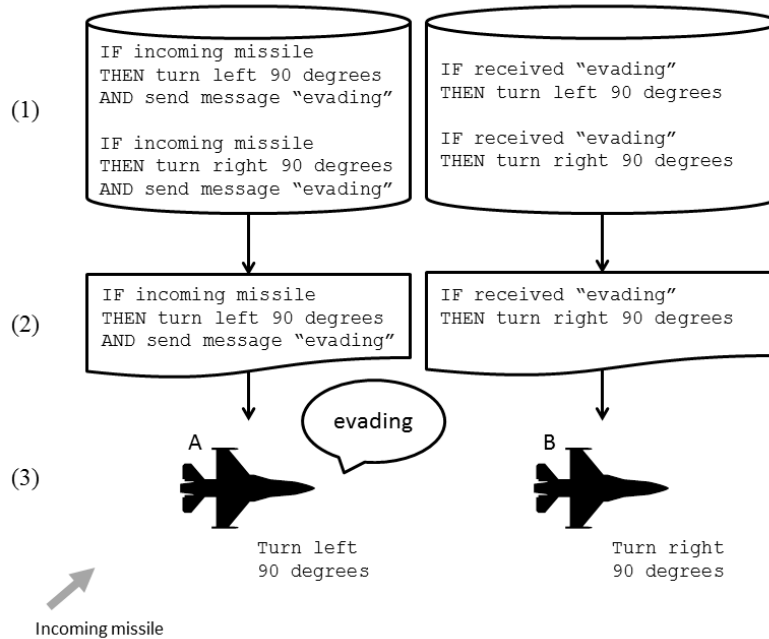 (1)
IF incoming missile
THEN turn left 90 degrees
AND send message “evading”
IF incoming missile
THEN turn right 90 degrees
AND send message “evading”
IF received “evading”
THEN turn left 90 degrees
IF received “evading”
THEN turn right 90 degrees
(2)
IF incoming missile
THEN turn left 90 degrees
AND send message “evading”
IF received “evading”
THEN turn right 90 degrees
(3)
A
evading
B
Turn left
90 degrees
Turn right
90 degrees
Incoming missile